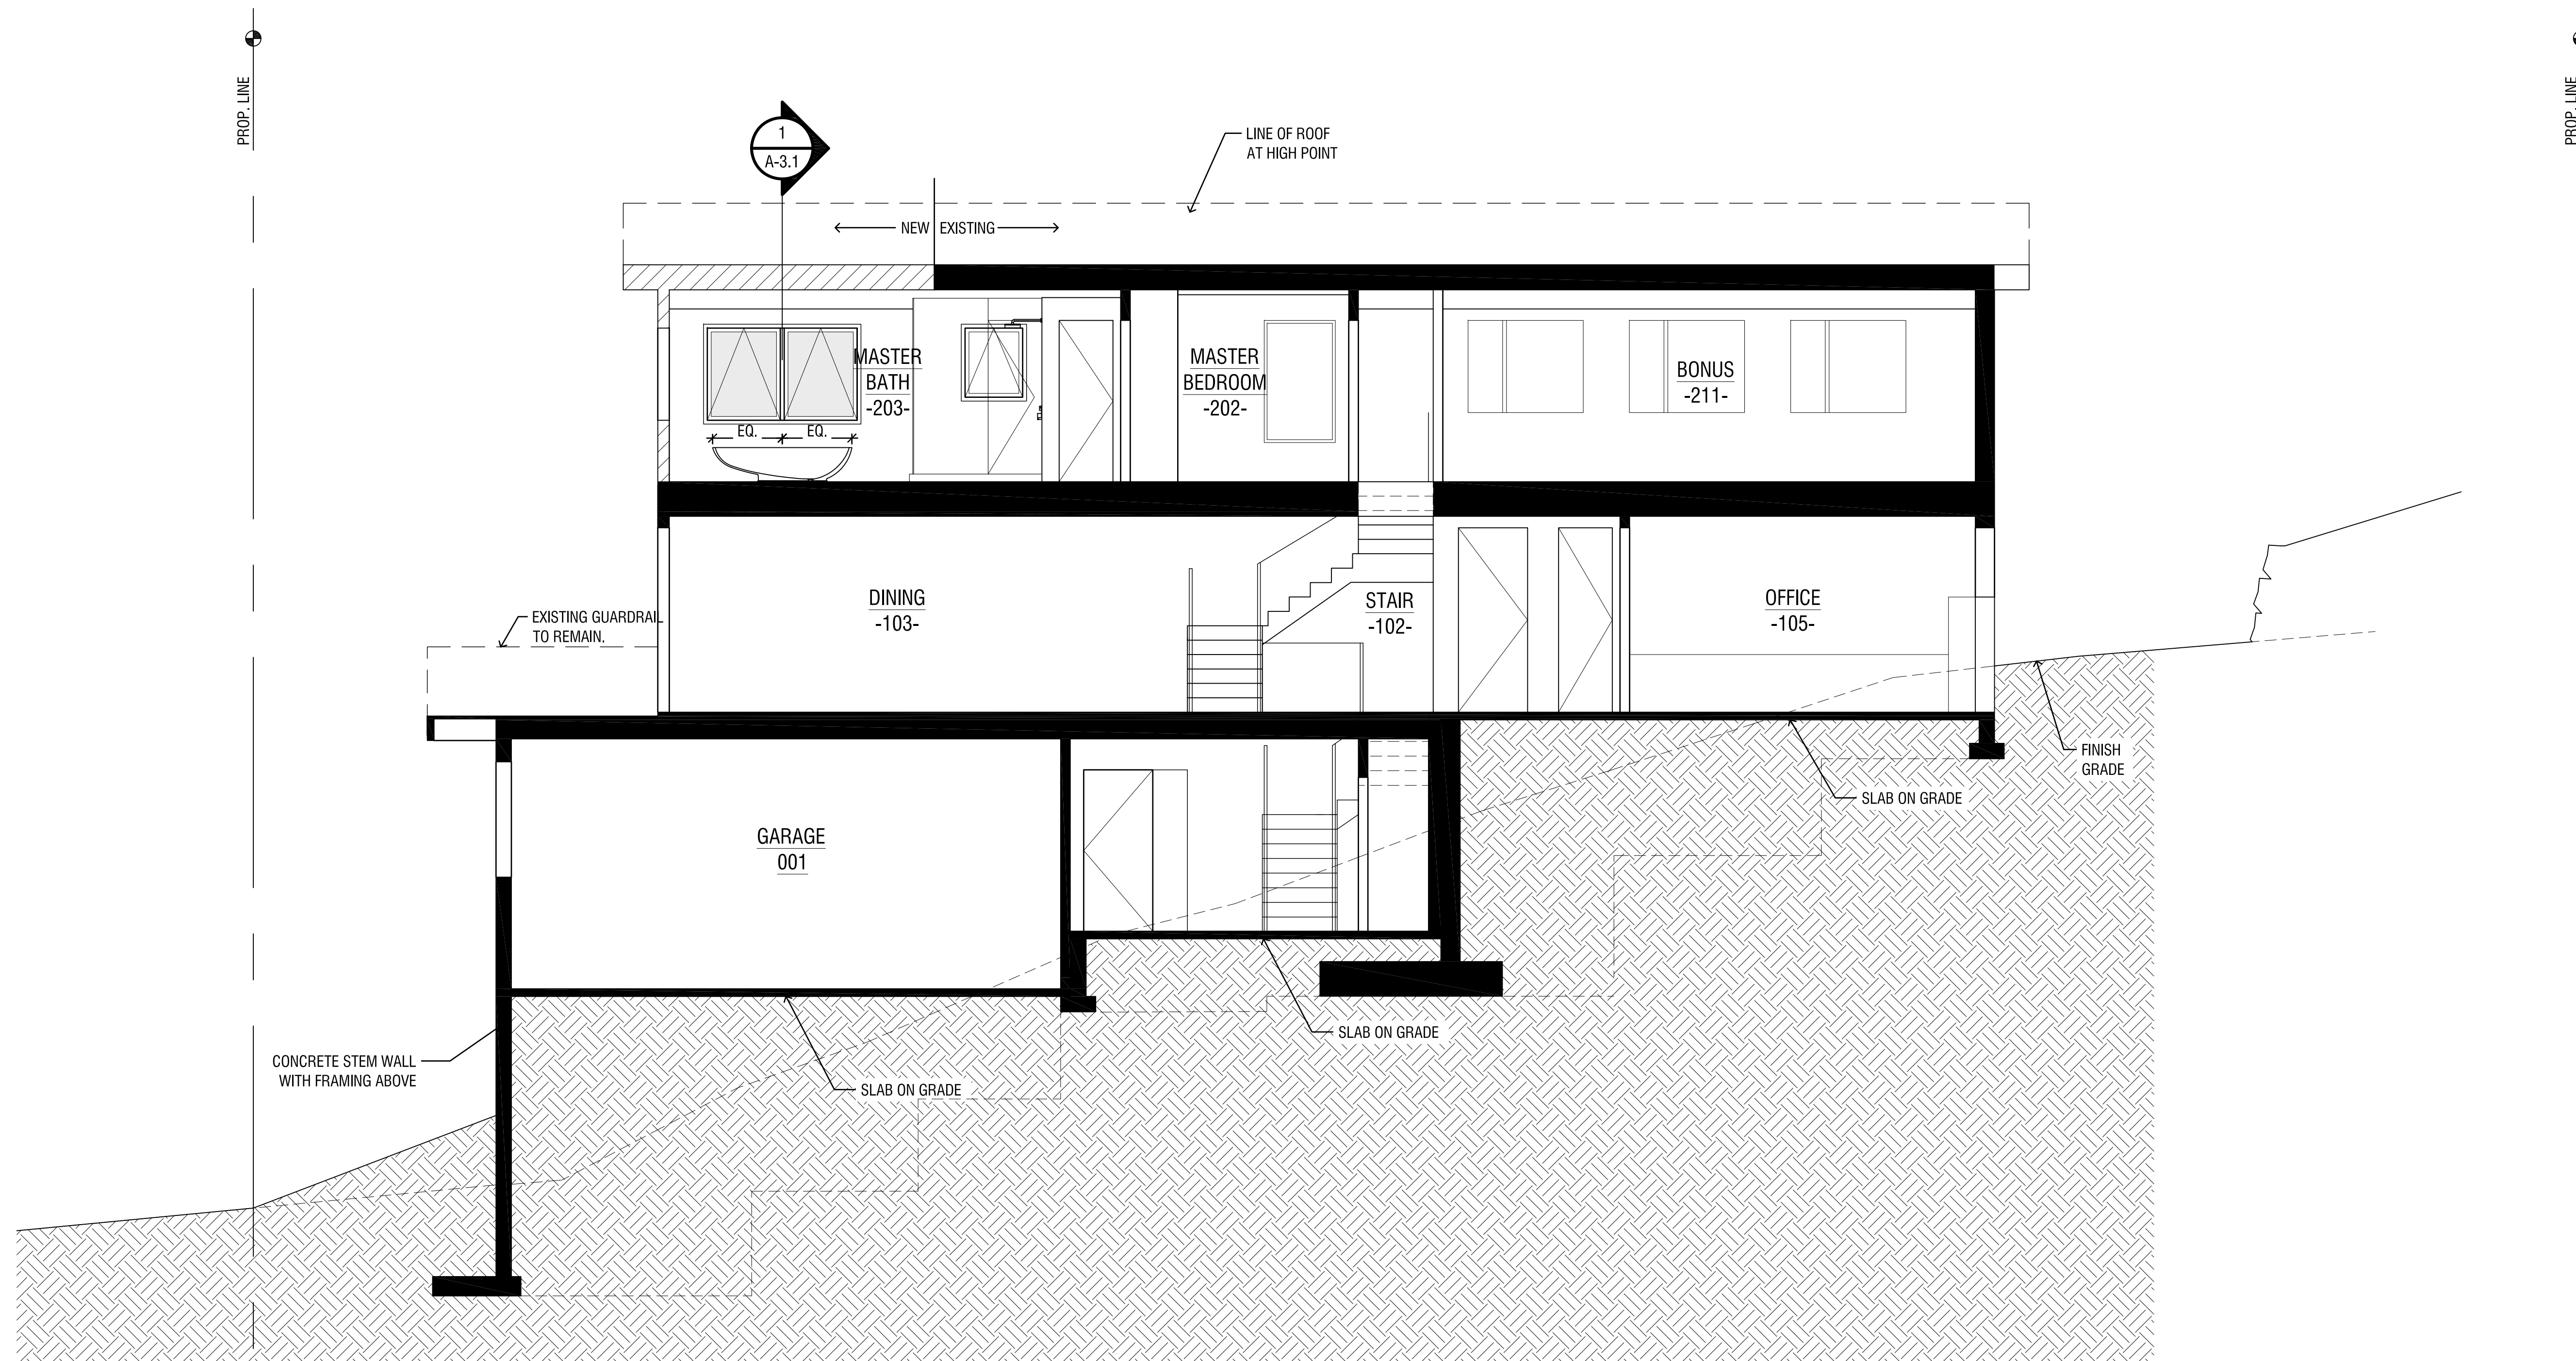 PROP. LINE
PROP. LINE
1
A-3.1
LINE OF ROOF
AT HIGH POINT
NEW
EXISTING
MASTER
BATH
-203-
MASTER
BEDROOM
-202-
BONUS
-211-
EQ.
EQ.
DINING
-103-
STAIR
-102-
OFFICE
-105-
EXISTING GUARDRAIL
TO REMAIN.
FINISH
GRADE
SLAB ON GRADE
GARAGE
001
SLAB ON GRADE
CONCRETE STEM WALL
WITH FRAMING ABOVE
SLAB ON GRADE